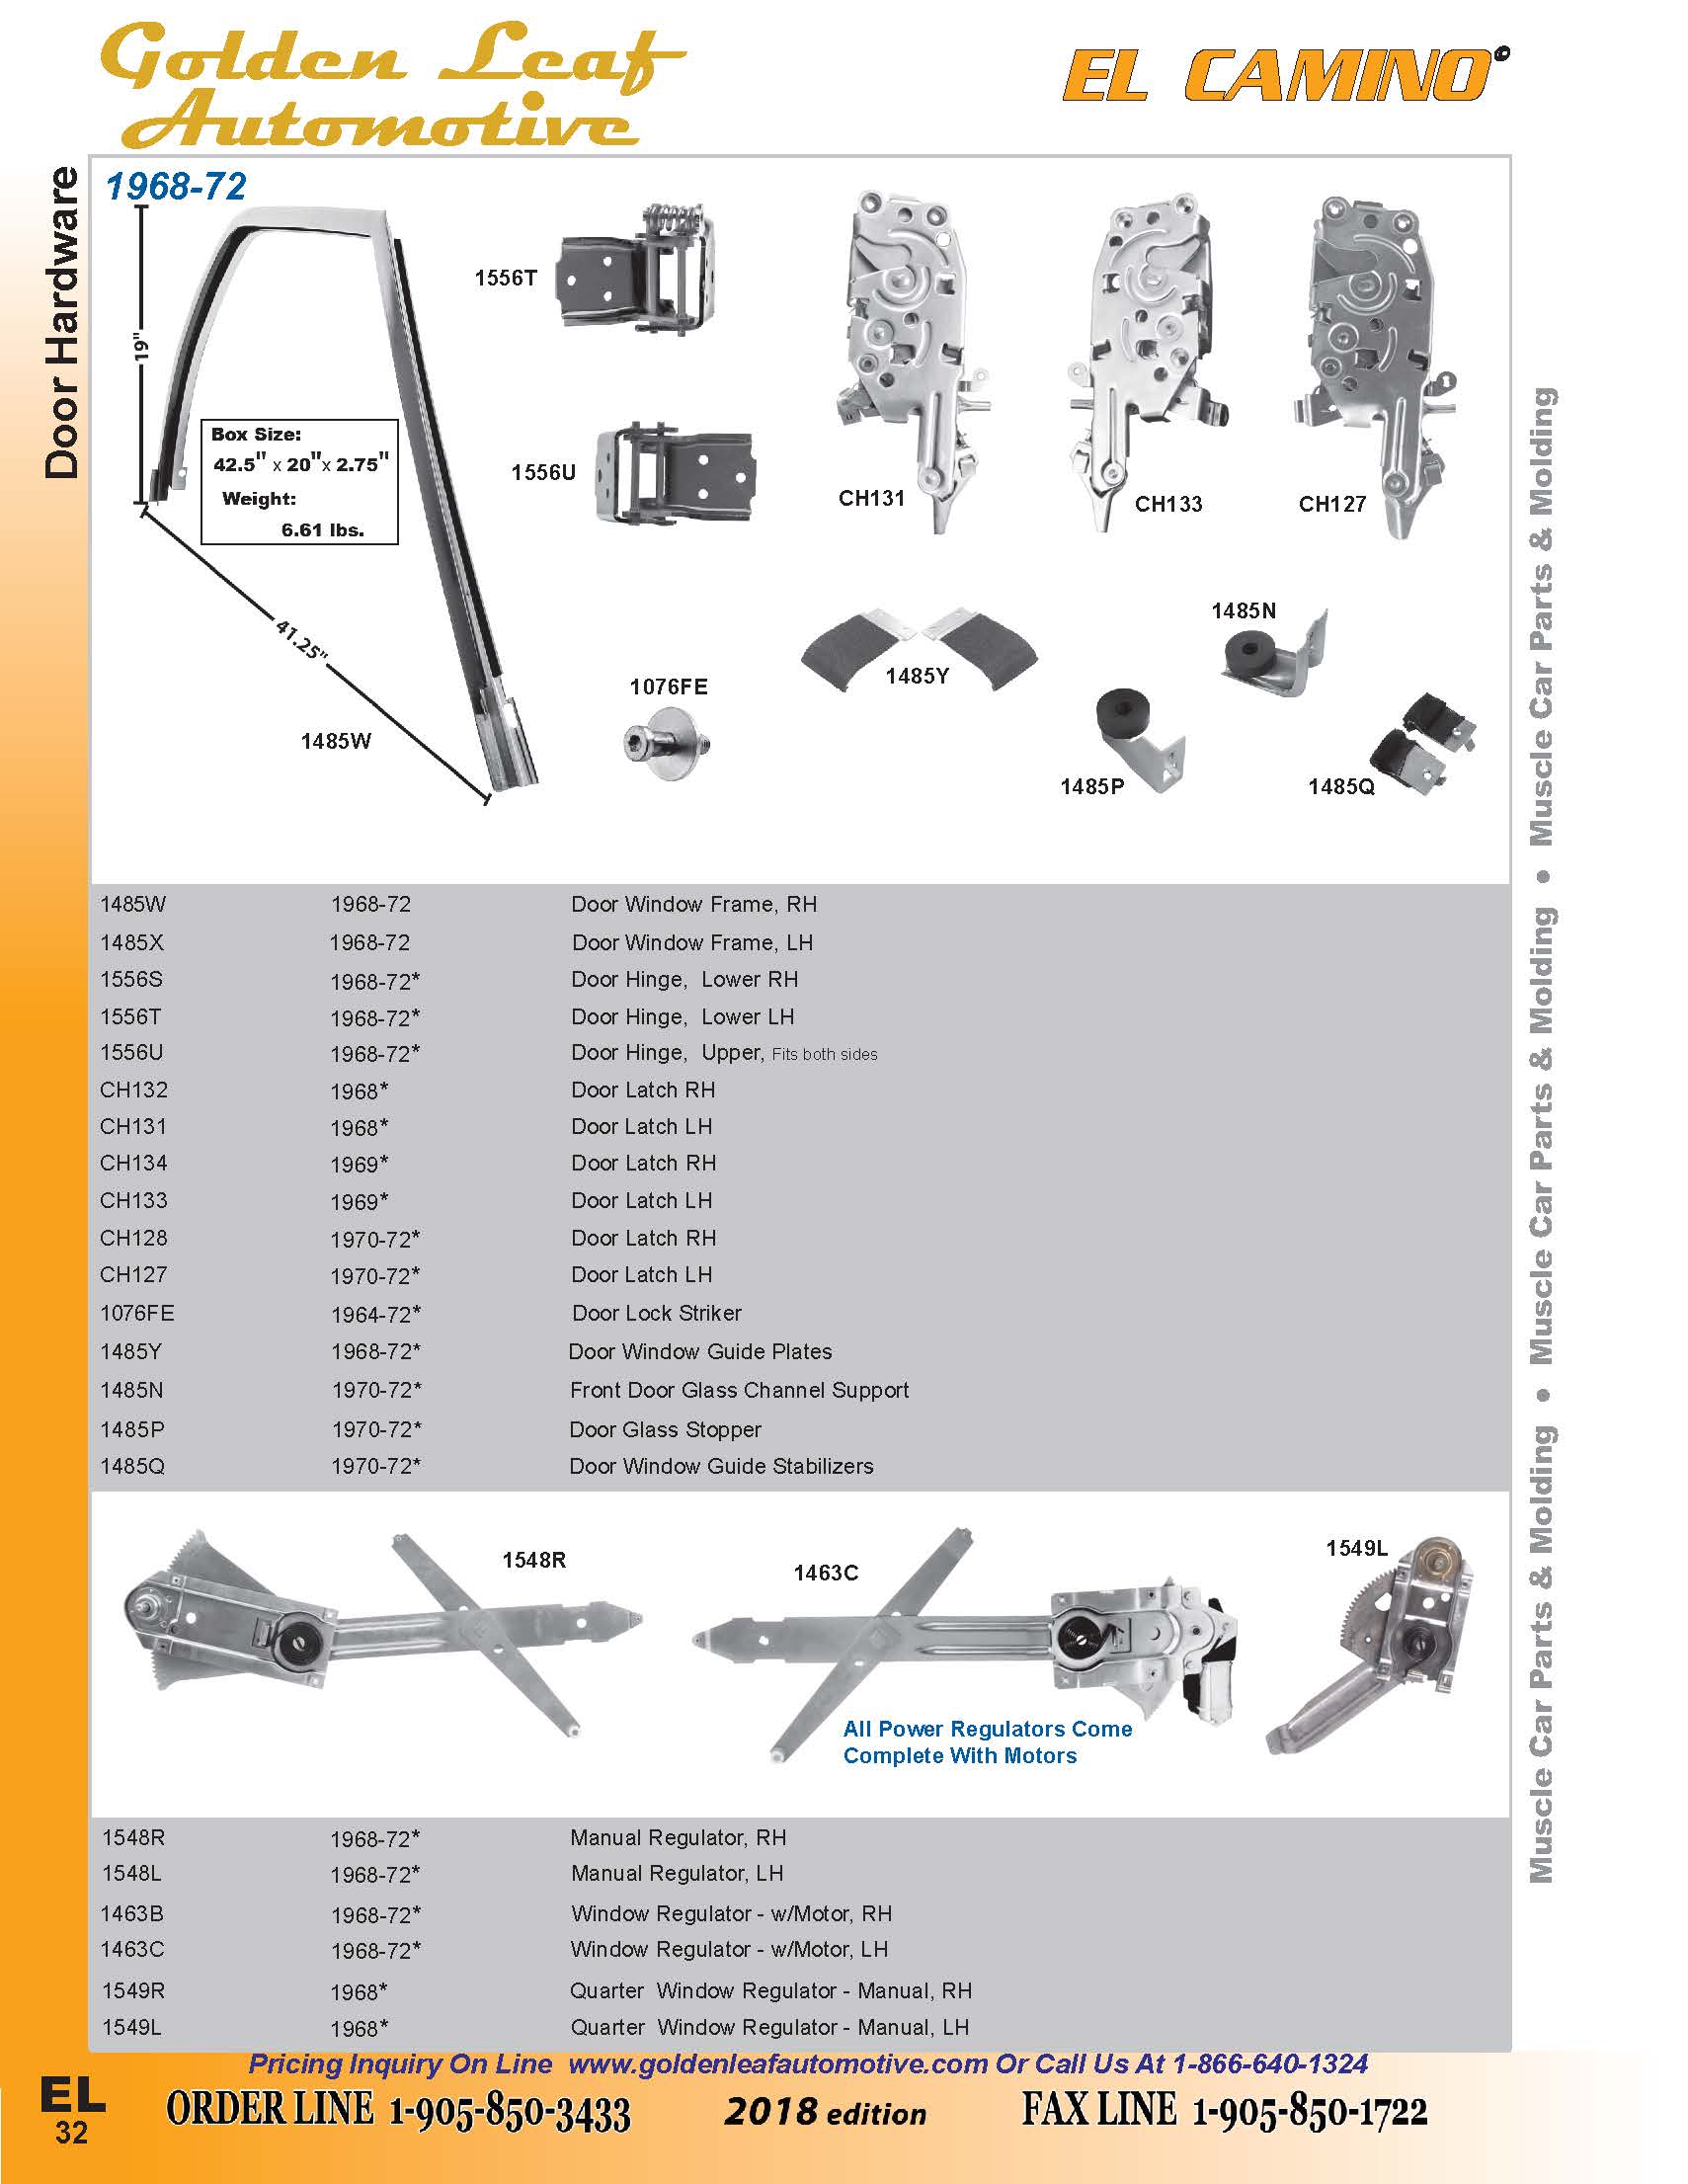 Golden Leaf
Automotive
EL CAMINO
Door Hardware
1968-72
19"
Box Size:
42.5" x 20"x 2.75"
Weight:
6.61 lbs.
41.25"
1485W
1556T
1556U
1076FE
CH131
CH133
CH127
1485Y
1485N
1485P
1485Q
1485W 1968-72 Door Window Frame, RH
1485X 1968-72 Door Window Frame, LH
1556S 1968-72* Door Hinge, Lower RH
1556T 1968-72* Door Hinge, Lower LH
1556U 1968-72* Door Hinge, Upper, Fits both sides
CH132 1968* Door Latch RH
CH131 1968* Door Latch LH
CH134 1969* Door Latch RH
CH133 1969* Door Latch LH
CH128 1970-72* Door Latch RH
CH127 1970-72* Door Latch LH
1076FE 1964-72* Door Lock Striker
1485Y 1968-72* Door Window Guide Plates
1485N 1970-72* Front Door Glass Channel Support
1485P 1970-72* Door Glass Stopper
1485Q 1970-72* Door Window Guide Stabilizers
1548R
1463C
1549L
All Power Regulators Come
Complete With Motors
1548R 1968-72* Manual Regulator, RH
1548L 1968-72* Manual Regulator, LH
1463B 1968-72* Window Regulator - w/Motor, RH
1463C 1968-72* Window Regulator - w/Motor, LH
1549R 1968* Quarter Window Regulator - Manual, RH
1549L 1968* Quarter Window Regulator - Manual, LH
Muscle Car Parts & Molding • Muscle Car Parts & Molding • Muscle Car Parts & Molding
Pricing Inquiry On Line www.goldenleafautomotive.com Or Call Us At 1-866-640-1324
EL
32
ORDER LINE 1-905-850-3433 2018 edition FAX LINE 1-905-850-1722